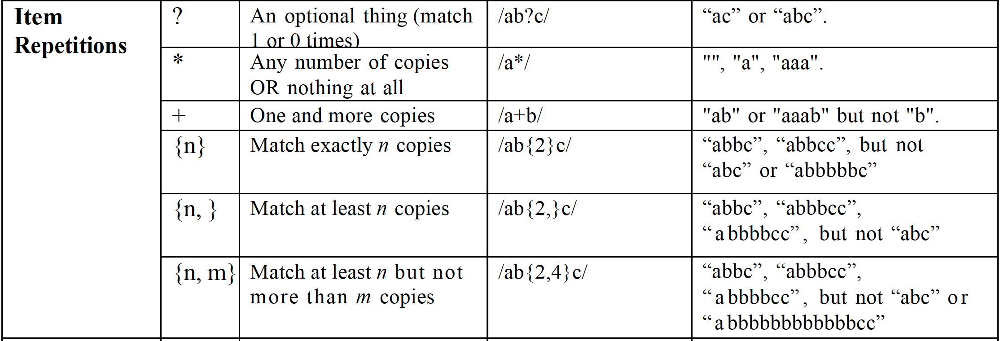 Item
Repetitions
?
An optional thing (match
1 or 0 times)
/ab?c/
“ac” or “abc”.
*
Any number of copies
OR nothing at all
/a*/
"", "a", "aaa".
+
One and more copies
/a+b/
"ab" or "aaab" but not "b".
{n}
Match exactly n copies
/ab{2}c/
“abbc”, “abbcc”, but not
“abc” or “abbbbbc”
{n, }
Match at least n copies
/ab{2,}c/
“abbc”, “abbbcc”,
“abbbbcc”, but not “abc”
{n, m}
Match at least n but not
more than m copies
/ab{2,4}c/
“abbc”, “abbbcc”,
“abbbbcc”, but not “abc” or
“abbbbbbbbbbbbcc”